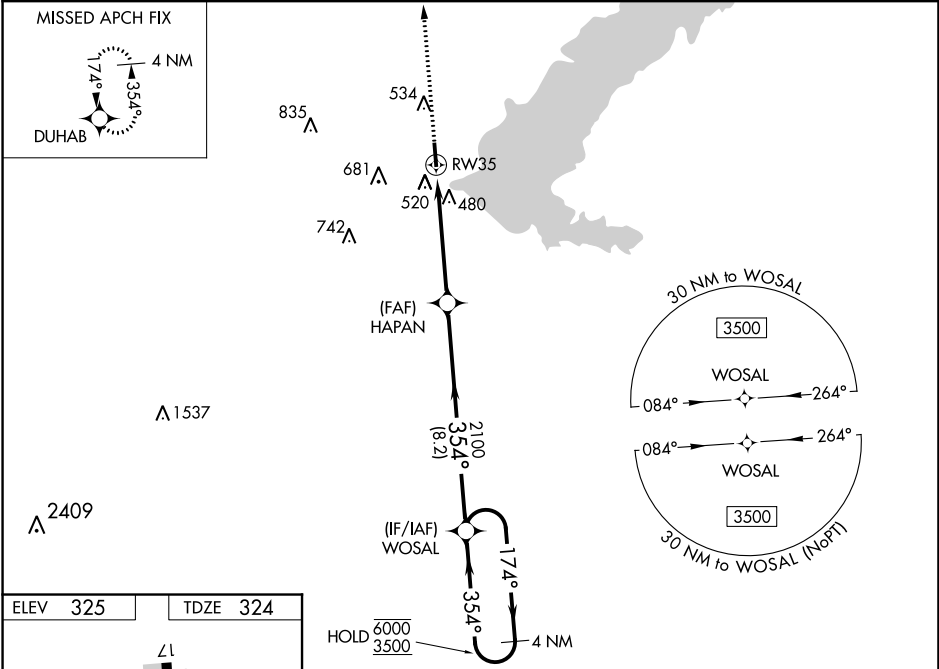 MISSED APCH FIX
4 NM
174°
354°
DUHAB
534
835
681
RW35
520
480
742
(FAF)
HAPAN
30 NM to WOSAL
3500
WOSAL
084°
264°
084°
264°
WOSAL
3500
30 NM to WOSAL (NoPT)
1537
2100
354°
(8.2)
2409
(IF/IAF)
WOSAL
174°
354°
HOLD 6000
3500
4 NM
ELEV 325
TDZE 324
17